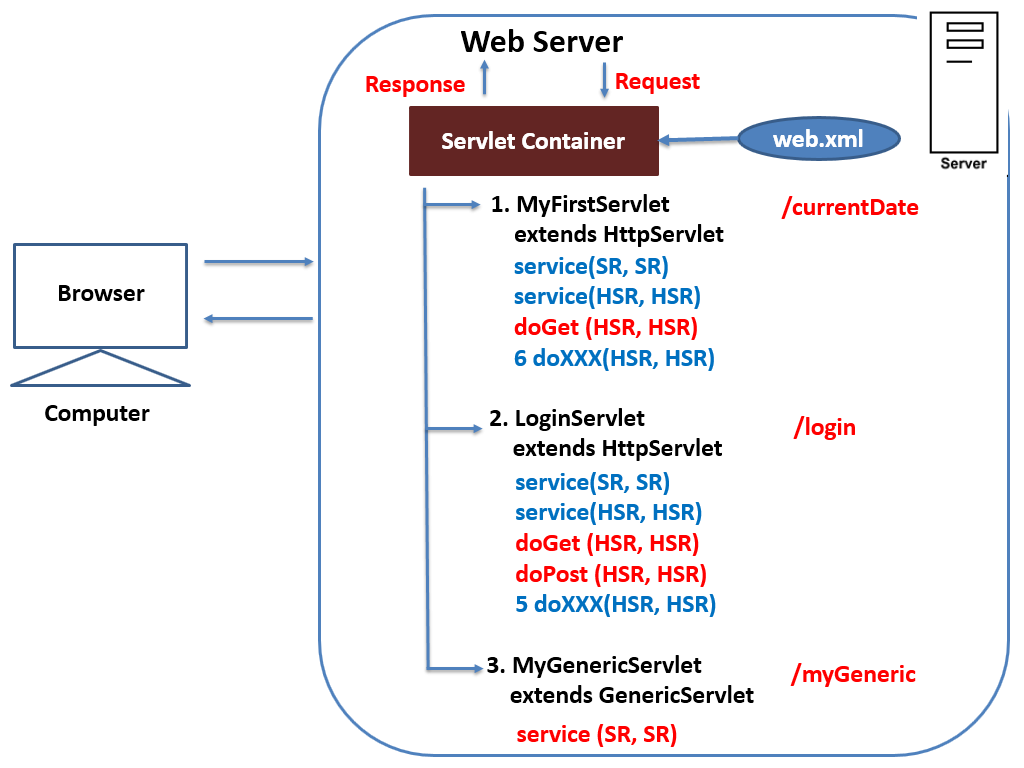 Web Server
Response
Request
Servlet Container
web.xml
Server
1. MyFirstServlet
extends HttpServlet
/currentDate
service(SR, SR)
service(HSR, HSR)
doGet (HSR, HSR)
6 doXXX(HSR, HSR)
Browser
Computer
2. LoginServlet
extends HttpServlet
/login
service(SR, SR)
service(HSR, HSR)
doGet (HSR, HSR)
doPost (HSR, HSR)
5 doXXX(HSR, HSR)
3. MyGenericServlet
extends GenericServlet
/myGeneric
service (SR, SR)